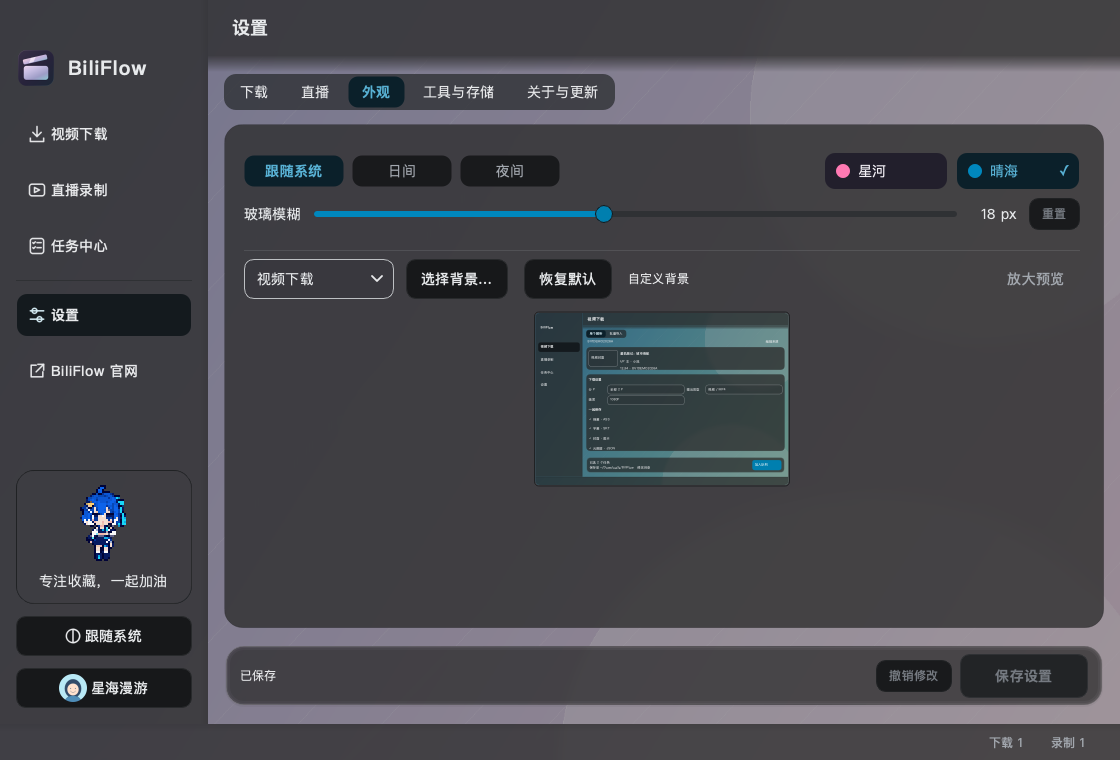 设置
BiliFlow
视频下载
直播录制
任务中心
设置
BiliFlow 官网
专注收藏，一起加油
跟随系统
星海漫游
下载 直播 外观 工具与存储 关于与更新
跟随系统 日间 夜间 星河 晴海 ✓
玻璃模糊 18 px 重置
视频下载 选择背景... 恢复默认 自定义背景 放大预览
已保存 撤销修改 保存设置
下载 1 录制 1